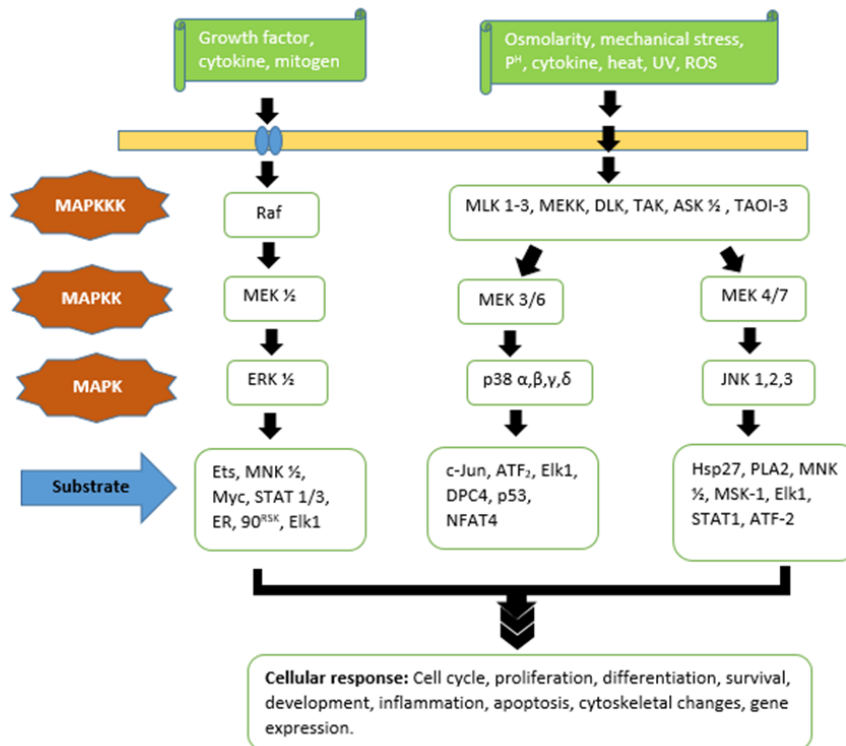 Growth factor,
cytokine, mitogen
Osmolarity, mechanical stress,
Pᴴ, cytokine, heat, UV, ROS
MAPKKK
Raf
MLK 1-3, MEKK, DLK, TAK, ASK ½ , TAOI-3
MAPKK
MEK ½
MEK 3/6
MEK 4/7
MAPK
ERK ½
p38 α,β,γ,δ
JNK 1,2,3
Substrate
Ets, MNK ½,
Myc, STAT 1/3,
ER, 90ᴿˢᴷ, Elk1
c-Jun, ATF₂, Elk1,
DPC4, p53,
NFAT4
Hsp27, PLA2, MNK
½, MSK-1, Elk1,
STAT1, ATF-2
Cellular response: Cell cycle, proliferation, differentiation, survival,
development, inflammation, apoptosis, cytoskeletal changes, gene
expression.